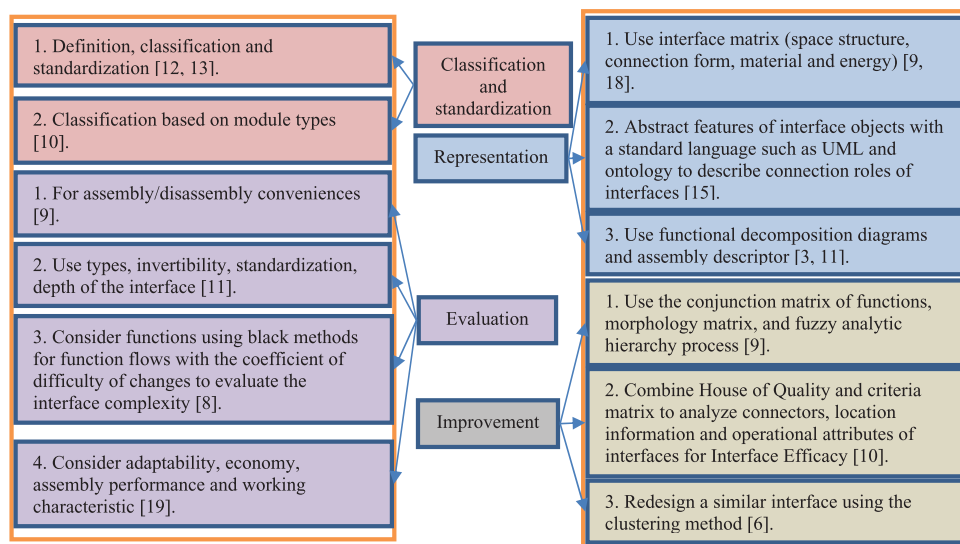 1. Definition, classification and
standardization [12, 13].
2. Classification based on module types
[10].
1. For assembly/disassembly conveniences
[9].
2. Use types, invertibility, standardization,
depth of the interface [11].
3. Consider functions using black methods
for function flows with the coefficient of
difficulty of changes to evaluate the
interface complexity [8].
4. Consider adaptability, economy,
assembly performance and working
characteristic [19].
Classification
and
standardization
Representation
Evaluation
Improvement
1. Use interface matrix (space structure,
connection form, material and energy) [9,
18].
2. Abstract features of interface objects with
a standard language such as UML and
ontology to describe connection roles of
interfaces [15].
3. Use functional decomposition diagrams
and assembly descriptor [3, 11].
1. Use the conjunction matrix of functions,
morphology matrix, and fuzzy analytic
hierarchy process [9].
2. Combine House of Quality and criteria
matrix to analyze connectors, location
information and operational attributes of
interfaces for Interface Efficacy [10].
3. Redesign a similar interface using the
clustering method [6].